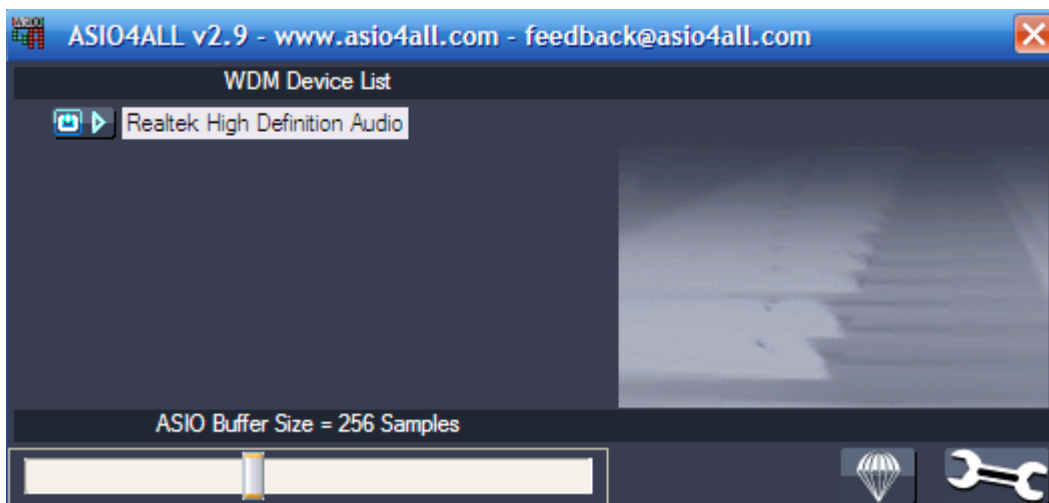 ASIO4ALL v2.9 - www.asio4all.com - feedback@asio4all.com
WDM Device List
Realtek High Definition Audio
ASIO Buffer Size = 256 Samples